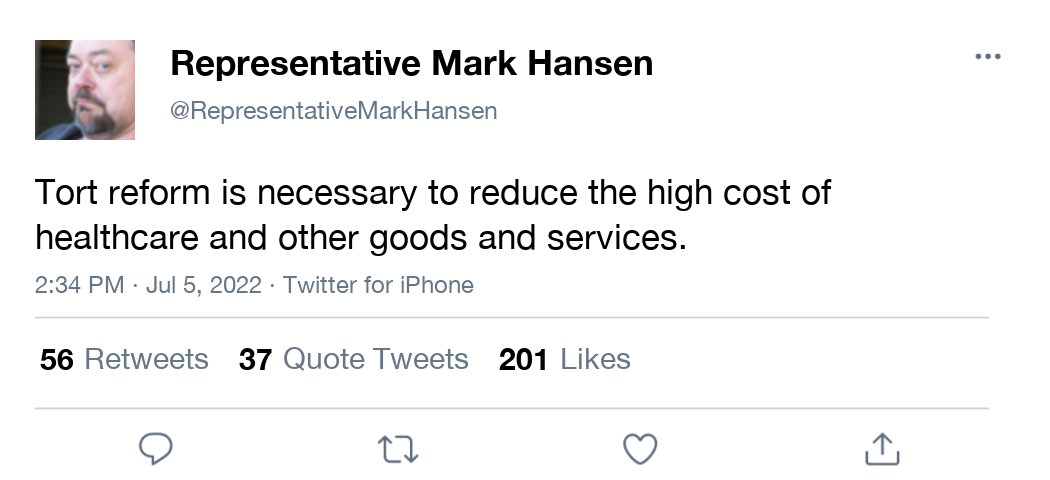 Representative Mark Hansen
@RepresentativeMarkHansen
Tort reform is necessary to reduce the high cost of
healthcare and other goods and services.
2:34 PM · Jul 5, 2022 · Twitter for iPhone
56 Retweets 37 Quote Tweets 201 Likes